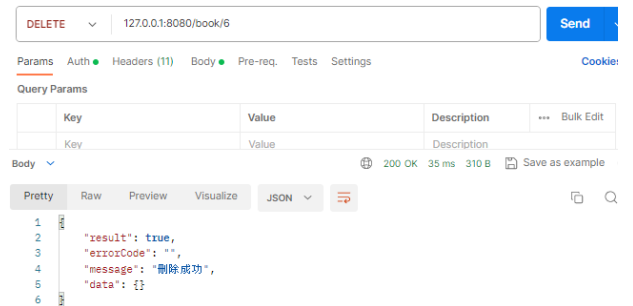 DELETE 127.0.0.1:8080/book/6 Send
Params Auth Headers (11) Body Pre-req. Tests Settings Cookies
Query Params
Key Value Description Bulk Edit
Key Value Description
Body 200 OK 35 ms 310 B Save as example
Pretty Raw Preview Visualize JSON
1 {
2 "result": true,
3 "errorCode": "",
4 "message": "刪除成功",
5 "data": {}
6 }